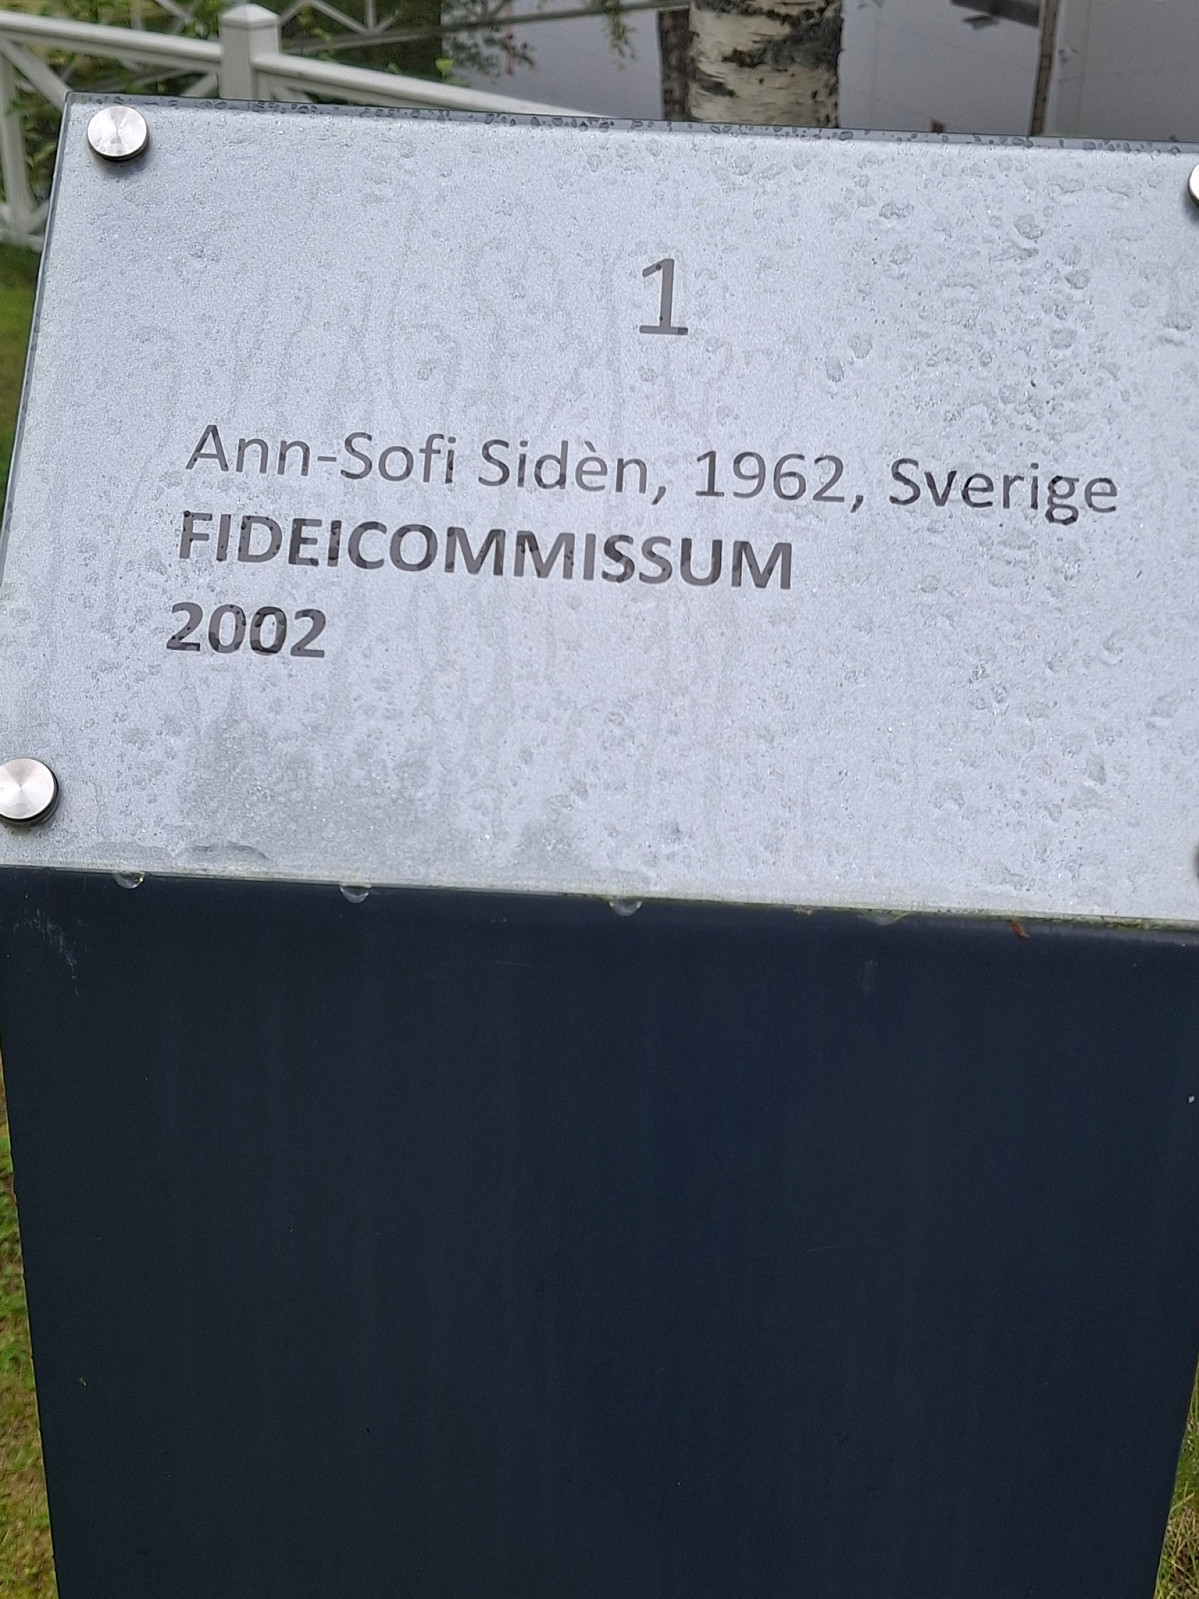 1
Ann-Sofi Sidèn, 1962, Sverige
FIDEICOMMISSUM
2002